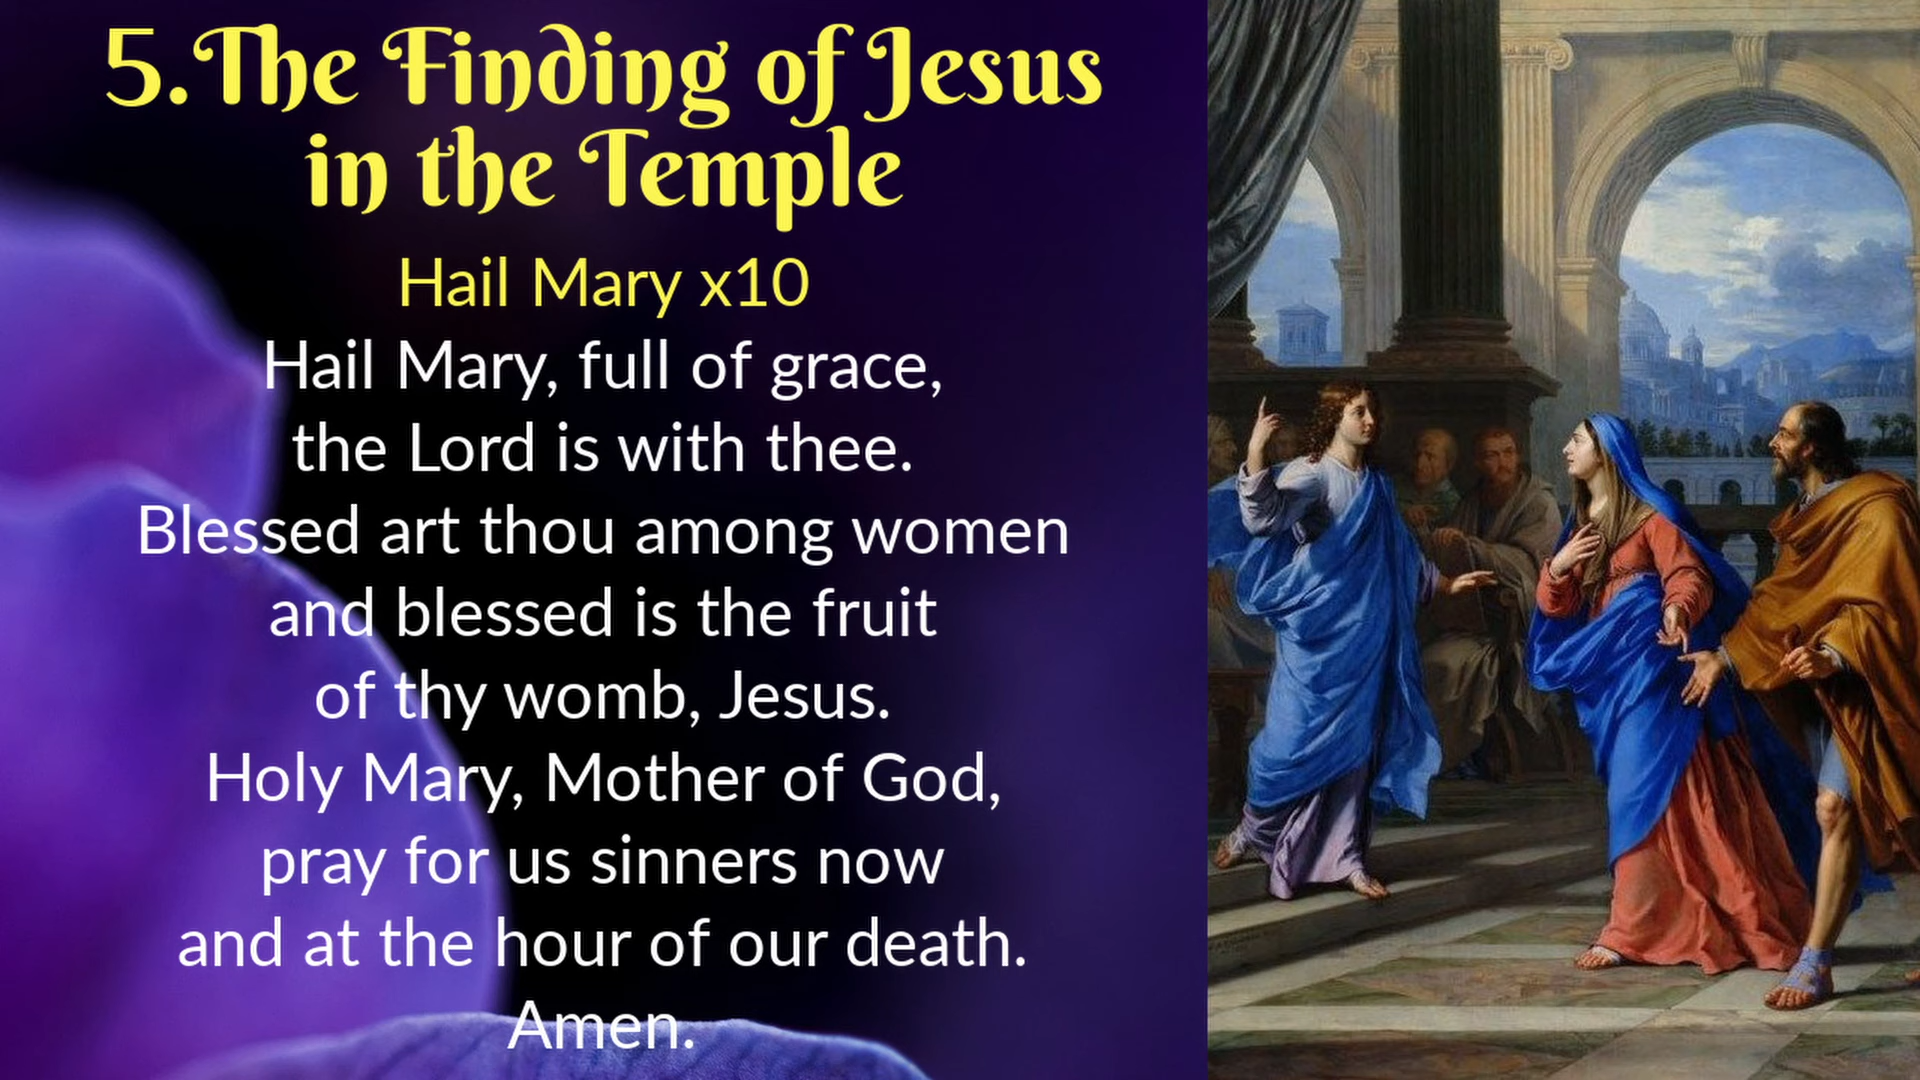 5.The Finding of Jesus
in the Temple
Hail Mary x10
Hail Mary, full of grace,
the Lord is with thee.
Blessed art thou among women
and blessed is the fruit
of thy womb, Jesus.
Holy Mary, Mother of God,
pray for us sinners now
and at the hour of our death.
Amen.